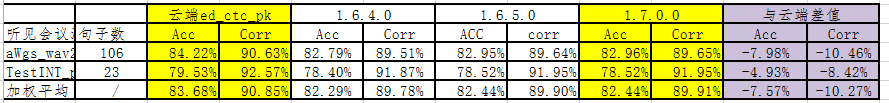 云端ed_ctc_pk 1.6.4.0 1.6.5.0 1.7.0.0 与云端差值
听见会议 句子数 Acc Corr Acc Corr ACC corr Acc Corr Acc Corr
aWgs_wav2 106 84.22% 90.63% 82.79% 89.51% 82.95% 89.64% 82.96% 89.65% -7.98% -10.46%
TestINT_p 23 79.53% 92.57% 78.40% 91.87% 78.52% 91.95% 78.52% 91.95% -4.93% -8.42%
加权平均 / 83.68% 90.85% 82.29% 89.78% 82.44% 89.90% 82.44% 89.91% -7.57% -10.27%